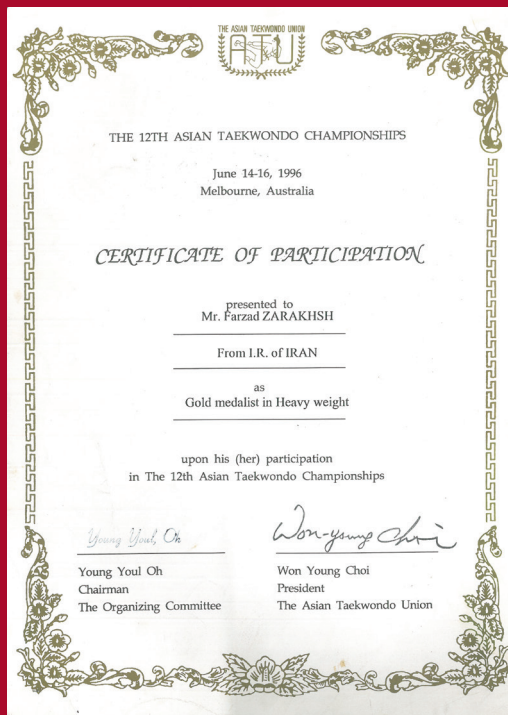 THE ASIAN TAEKWONDO UNION
ATU
THE 12TH ASIAN TAEKWONDO CHAMPIONSHIPS
June 14-16, 1996
Melbourne, Australia
CERTIFICATE OF PARTICIPATION
presented to
Mr. Farzad ZARAKHSH
From I.R. of IRAN
as
Gold medalist in Heavy weight
upon his (her) participation
in The 12th Asian Taekwondo Championships
Young Youl, Oh
Young Youl Oh
Chairman
The Organizing Committee
Won-young Choi
Won Young Choi
President
The Asian Taekwondo Union